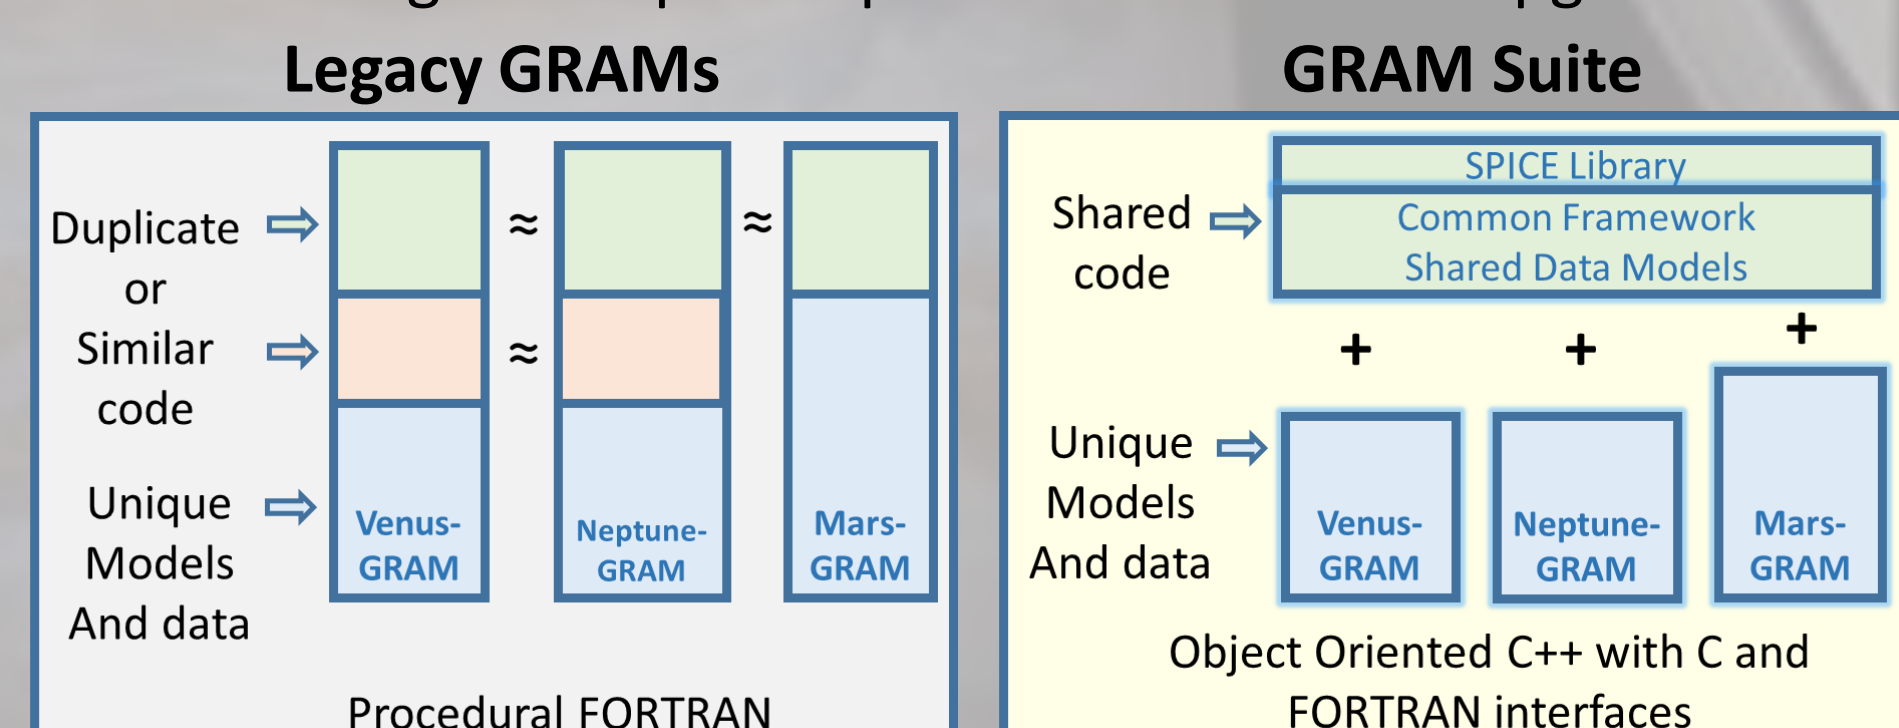 Legacy GRAMs
GRAM Suite
Duplicate
or
Similar
code
Unique
Models
And data
≈
≈
≈
Venus-
GRAM
Neptune-
GRAM
Mars-
GRAM
Procedural FORTRAN
Shared
code
SPICE Library
Common Framework
Shared Data Models
+
+
+
Unique
Models
And data
Venus-
GRAM
Neptune-
GRAM
Mars-
GRAM
Object Oriented C++ with C and
FORTRAN interfaces